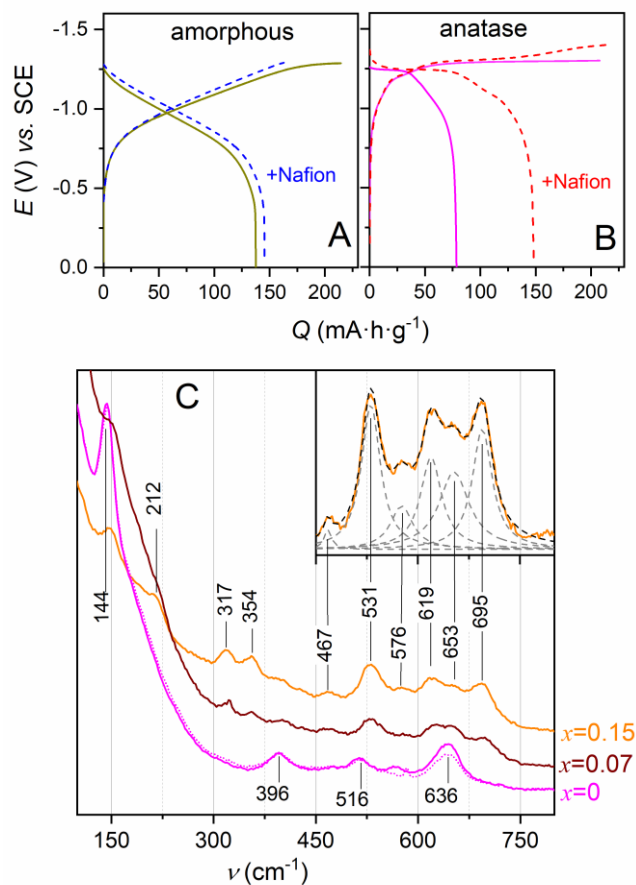 amorphous
anatase
-1.5
-1.0
-0.5
0.0
E (V) vs. SCE
+Nafion
+Nafion
A
B
0 50 100 150 200
0 50 100 150 200
Q (mA·h·g⁻¹)
C
144
212
317
354
467
531
576
619
653
695
396
516
636
x=0.15
x=0.07
x=0
150 300 450 600 750
ν (cm⁻¹)